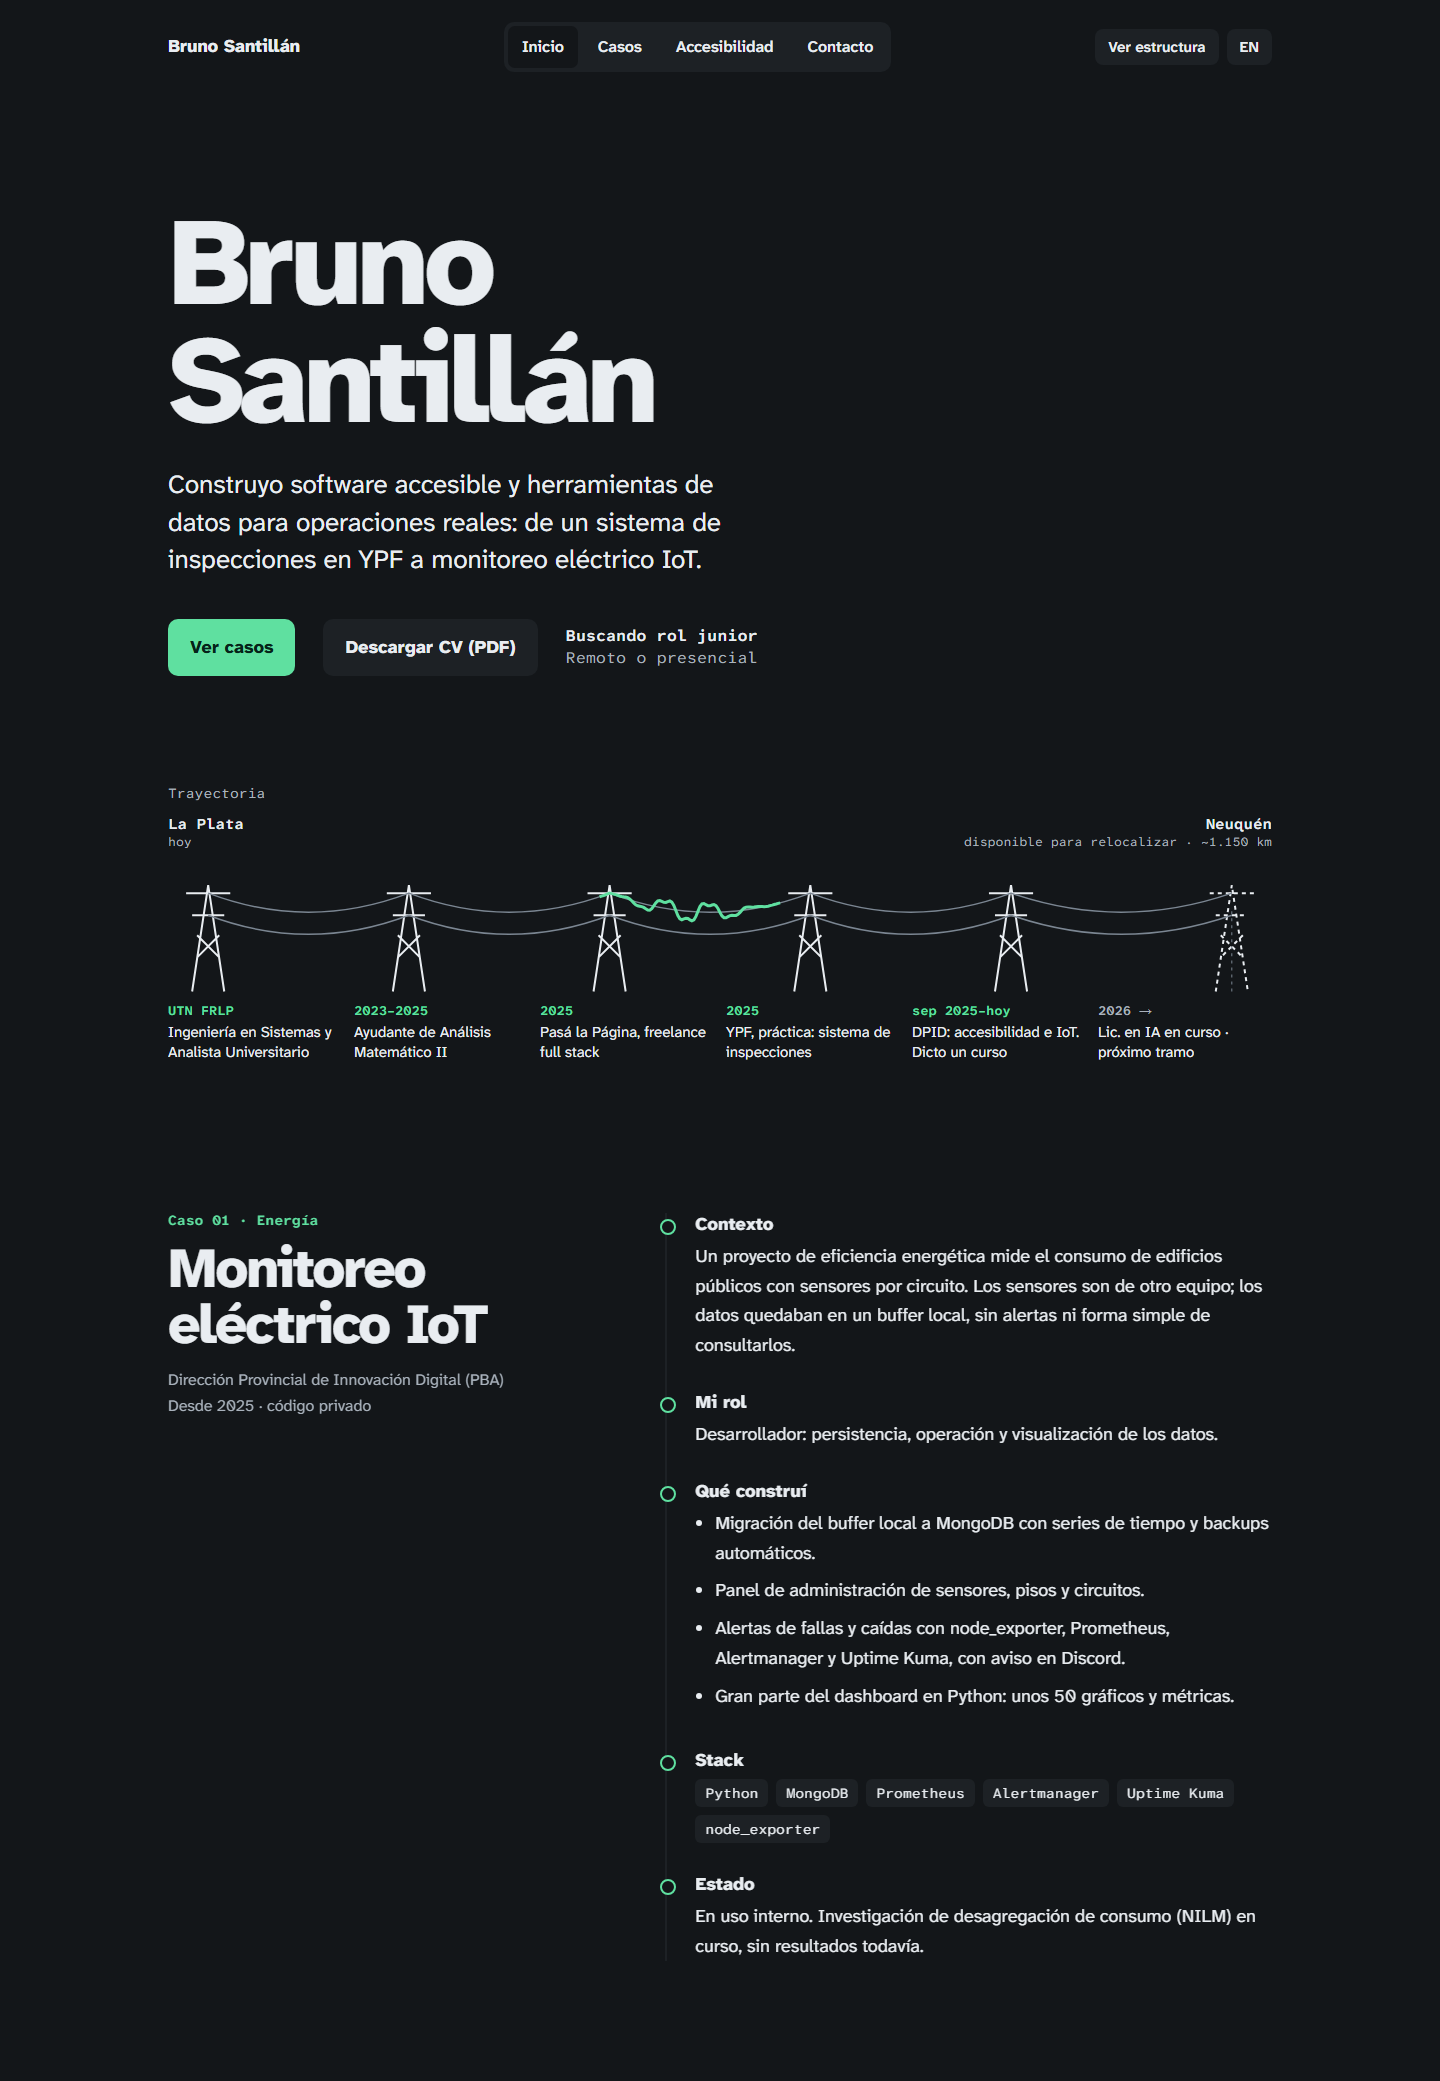 Bruno Santillán
Inicio
Casos
Accesibilidad
Contacto
Ver estructura
EN
Bruno
Santillán
Construyo software accesible y herramientas de
datos para operaciones reales: de un sistema de
inspecciones en YPF a monitoreo eléctrico IoT.
Ver casos
Descargar CV (PDF)
Buscando rol junior
Remoto o presencial
Trayectoria
La Plata
hoy
Neuquén
disponible para relocalizar · ~1.150 km
UTN FRLP
Ingeniería en Sistemas y
Analista Universitario
2023–2025
Ayudante de Análisis
Matemático II
2025
Pasá la Página, freelance
full stack
2025
YPF, práctica: sistema de
inspecciones
sep 2025–hoy
DPID: accesibilidad e IoT.
Dicto un curso
2026 →
Lic. en IA en curso ·
próximo tramo
Caso 01 · Energía
Monitoreo
eléctrico IoT
Dirección Provincial de Innovación Digital (PBA)
Desde 2025 · código privado
Contexto
Un proyecto de eficiencia energética mide el consumo de edificios
públicos con sensores por circuito. Los sensores son de otro equipo; los
datos quedaban en un buffer local, sin alertas ni forma simple de
consultarlos.
Mi rol
Desarrollador: persistencia, operación y visualización de los datos.
Qué construí
• Migración del buffer local a MongoDB con series de tiempo y backups
automáticos.
• Panel de administración de sensores, pisos y circuitos.
• Alertas de fallas y caídas con node_exporter, Prometheus,
Alertmanager y Uptime Kuma, con aviso en Discord.
• Gran parte del dashboard en Python: unos 50 gráficos y métricas.
Stack
Python
MongoDB
Prometheus
Alertmanager
Uptime Kuma
node_exporter
Estado
En uso interno. Investigación de desagregación de consumo (NILM) en
curso, sin resultados todavía.